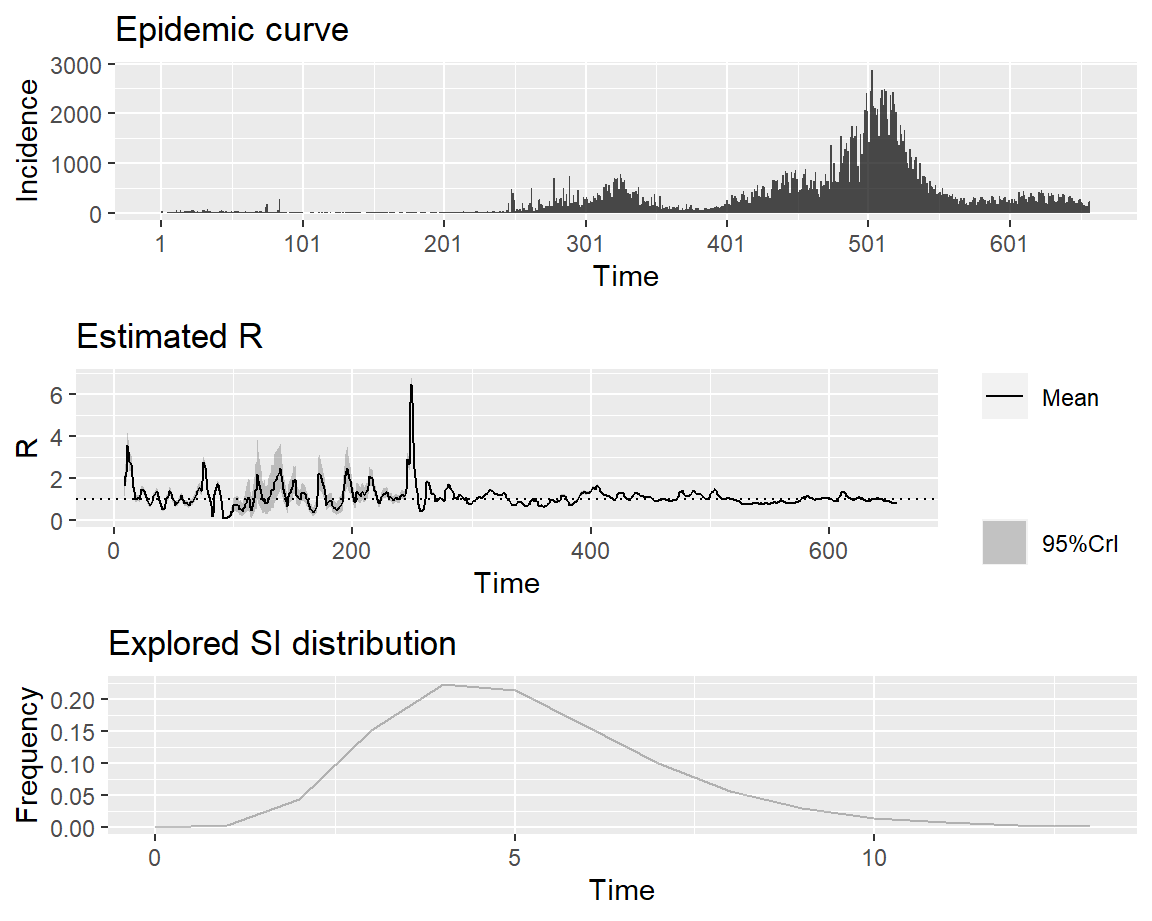 Epidemic curve
3000
2000
1000
0
Incidence
1 101 201 301 401 501 601
Time
Estimated R
6
4
2
0
R
0 200 400 600
Time
Mean
95%CrI
Explored SI distribution
0.20
0.15
0.10
0.05
0.00
Frequency
0 5 10
Time